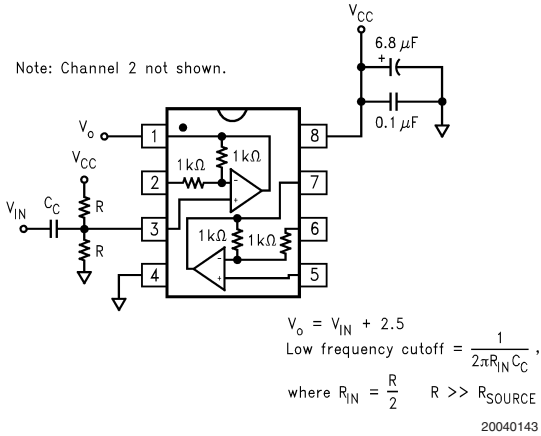 V_CC
6.8 μF
+
Note: Channel 2 not shown.
0.1 μF
V_o
1
8
1kΩ
1kΩ
V_CC
2
-
7
+
V_IN
C_C
R
3
6
1kΩ
1kΩ
R
-
4
+
5
V_o = V_IN + 2.5
Low frequency cutoff = 1 / 2πR_IN C_C ,
where R_IN = R / 2 R >> R_SOURCE
20040143